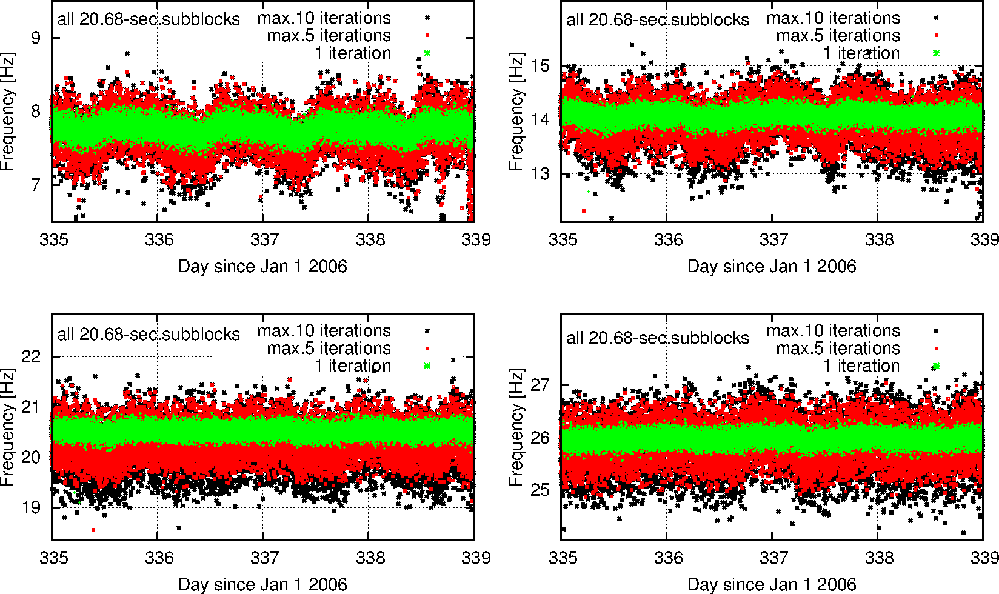 all 20.68-sec.subblocks
max.10 iterations
max.5 iterations
1 iteration
Frequency [Hz]
9
8
7
335 336 337 338 339
Day since Jan 1 2006
all 20.68-sec.subblocks
max.10 iterations
max.5 iterations
1 iteration
Frequency [Hz]
15
14
13
335 336 337 338 339
Day since Jan 1 2006
all 20.68-sec.subblocks
max.10 iterations
max.5 iterations
1 iteration
Frequency [Hz]
22
21
20
19
335 336 337 338 339
Day since Jan 1 2006
all 20.68-sec.subblocks
max.10 iterations
max.5 iterations
1 iteration
Frequency [Hz]
27
26
25
335 336 337 338 339
Day since Jan 1 2006